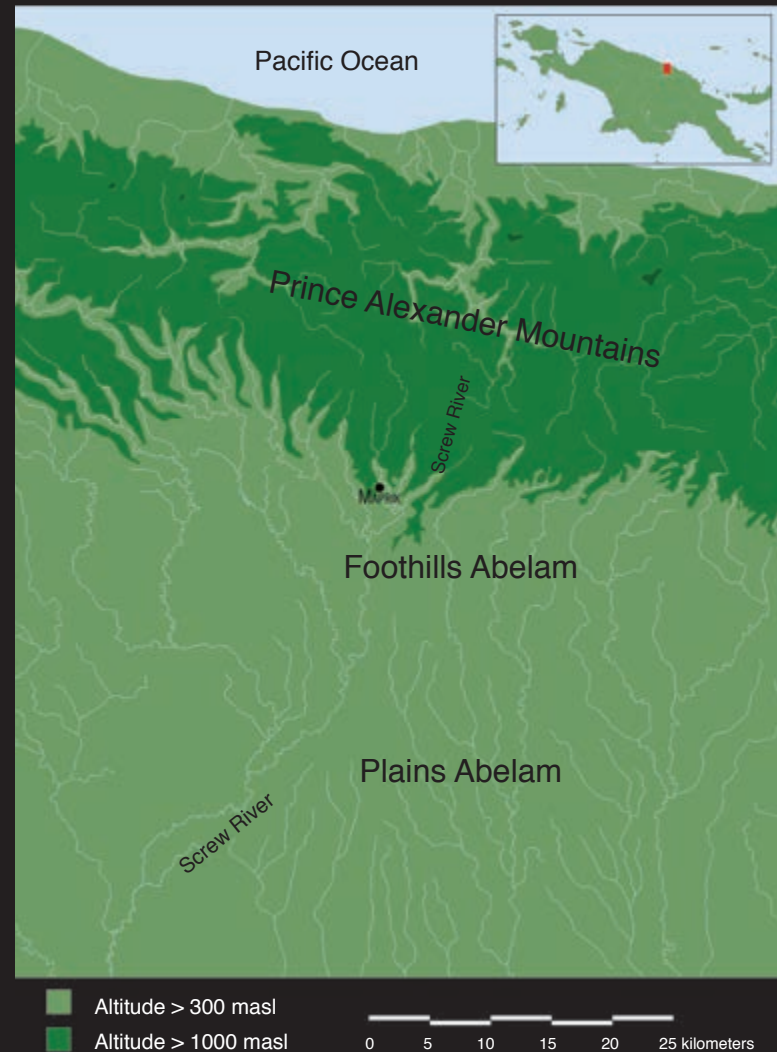 Pacific Ocean
Prince Alexander Mountains
Screw River
MAPRIK
Foothills Abelam
Plains Abelam
Screw River
Altitude > 300 masl
Altitude > 1000 masl
0 5 10 15 20 25 kilometers